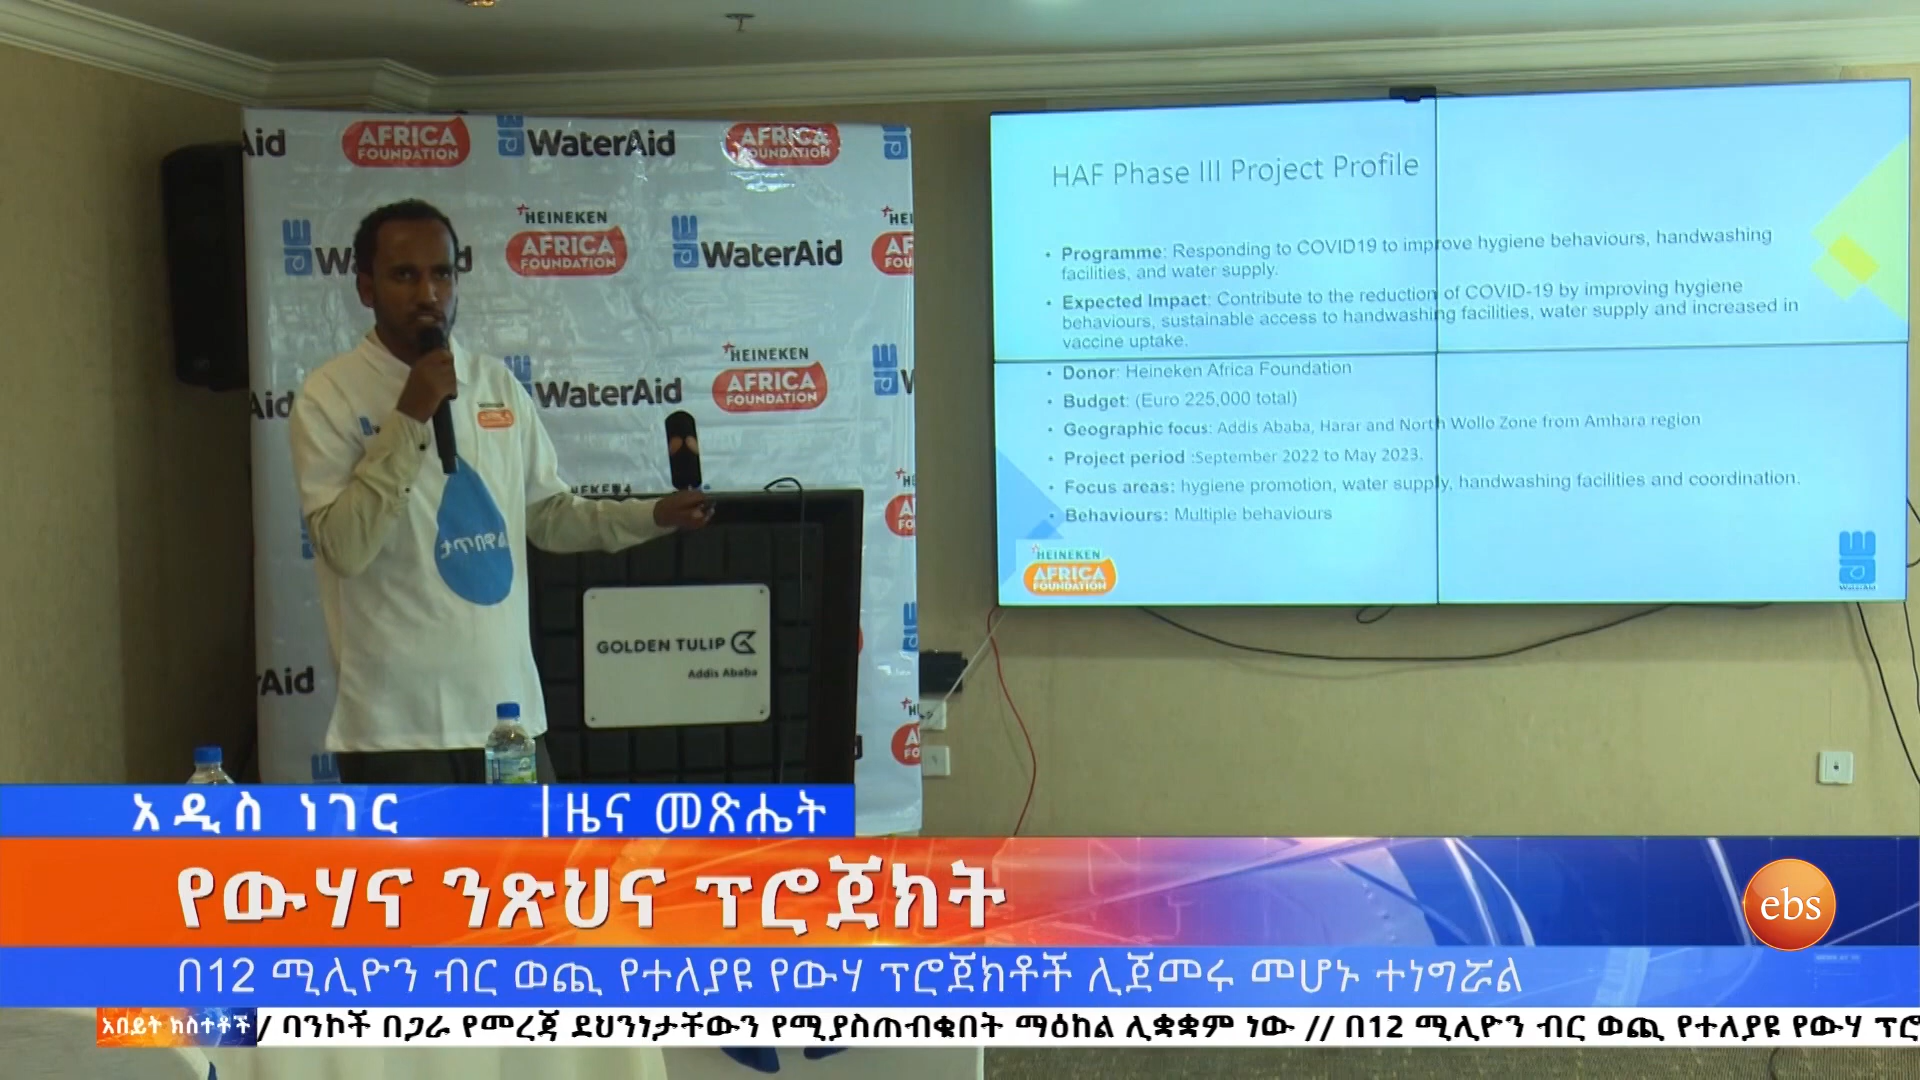 Aid AFRICA FOUNDATION WaterAid AFRICA FOUNDATION
HEINEKEN AFRICA FOUNDATION WaterAid
HEINEKEN AFRICA FOUNDATION
WaterAid
Aid
Aid
ታጥበዋል
GOLDEN TULIP
Addis Ababa
HAF Phase III Project Profile
• Programme: Responding to COVID19 to improve hygiene behaviours, handwashing
facilities, and water supply.
• Expected Impact: Contribute to the reduction of COVID-19 by improving hygiene
behaviours, sustainable access to handwashing facilities, water supply and increased in
vaccine uptake.
• Donor: Heineken Africa Foundation
• Budget: (Euro 225,000 total)
• Geographic focus: Addis Ababa, Harar and North Wollo Zone from Amhara region
• Project period :September 2022 to May 2023.
• Focus areas: hygiene promotion, water supply, handwashing facilities and coordination.
• Behaviours: Multiple behaviours
HEINEKEN AFRICA FOUNDATION
WaterAid
አዲስ ነገር |ዜና መጽሔት
የውሃና ንጽህና ፕሮጀክት
ebs
በ12 ሚሊዮን ብር ወጪ የተለያዩ የውሃ ፕሮጀክቶች ሊጀመሩ መሆኑ ተነግሯል
አበይት ክስተቶች / ባንኮች በጋራ የመረጃ ደህንነታቸውን የሚያስጠብቁበት ማዕከል ሊቋቋም ነው // በ12 ሚሊዮን ብር ወጪ የተለያዩ የውሃ ፕሮ